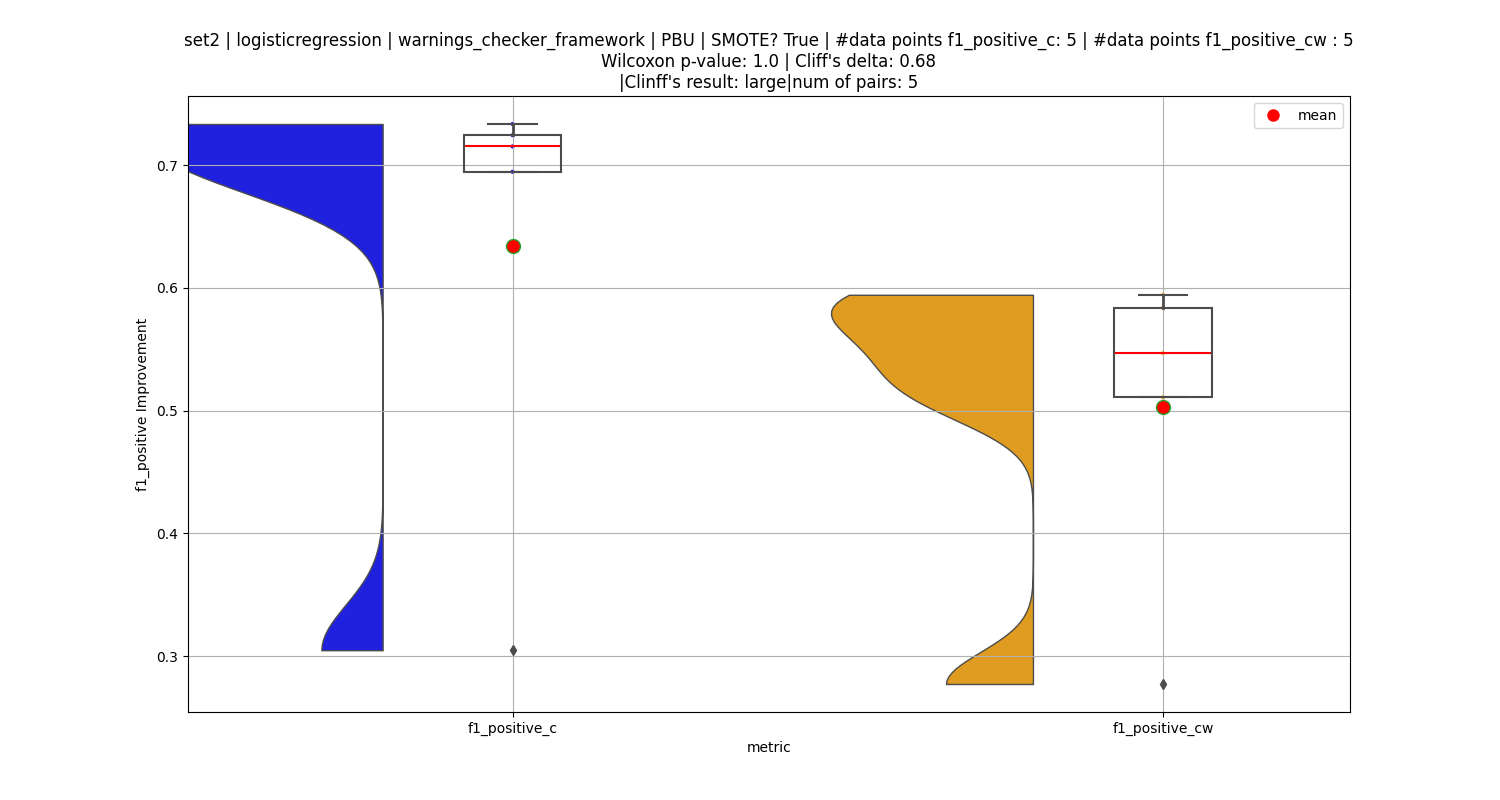 set2 | logisticregression | warnings_checker_framework | PBU | SMOTE? True | #data points f1_positive_c: 5 | #data points f1_positive_cw : 5
Wilcoxon p-value: 1.0 | Cliff's delta: 0.68
|Clinff's result: large|num of pairs: 5
mean
0.7
0.6
0.5
0.4
0.3
f1_positive Improvement
f1_positive_c
f1_positive_cw
metric